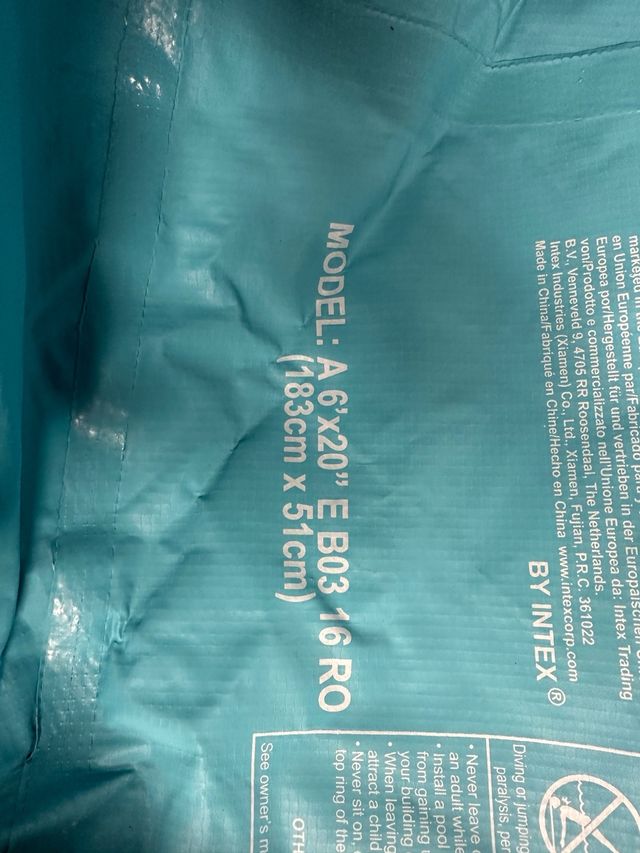 en Union Européenne par/Fabricado
Europea por/Hergestellt für und vertrieben in der Europäischen
von/Prodotto e commercializzato nell'Unione Europea da: Intex Trading
B.V., Venneveld 9, 4705 RR Roosendaal, The Netherlands.
Intex Industries (Xiamen) Co., Ltd., Xiamen, Fujian, P.R.C. 361022
Made in China/Fabriqué en Chine/Hecho en China www.intexcorp.com
BY INTEX®
MODEL: A 6'x20” E B03 16 RO
(183cm x 51cm)
Diving or jumping
paralysis,
• Never leave
an adult while
• Install a pool
from gaining
your building
• When leaving
attract a child
• Never sit on,
top ring of the
OTH
See owner's m